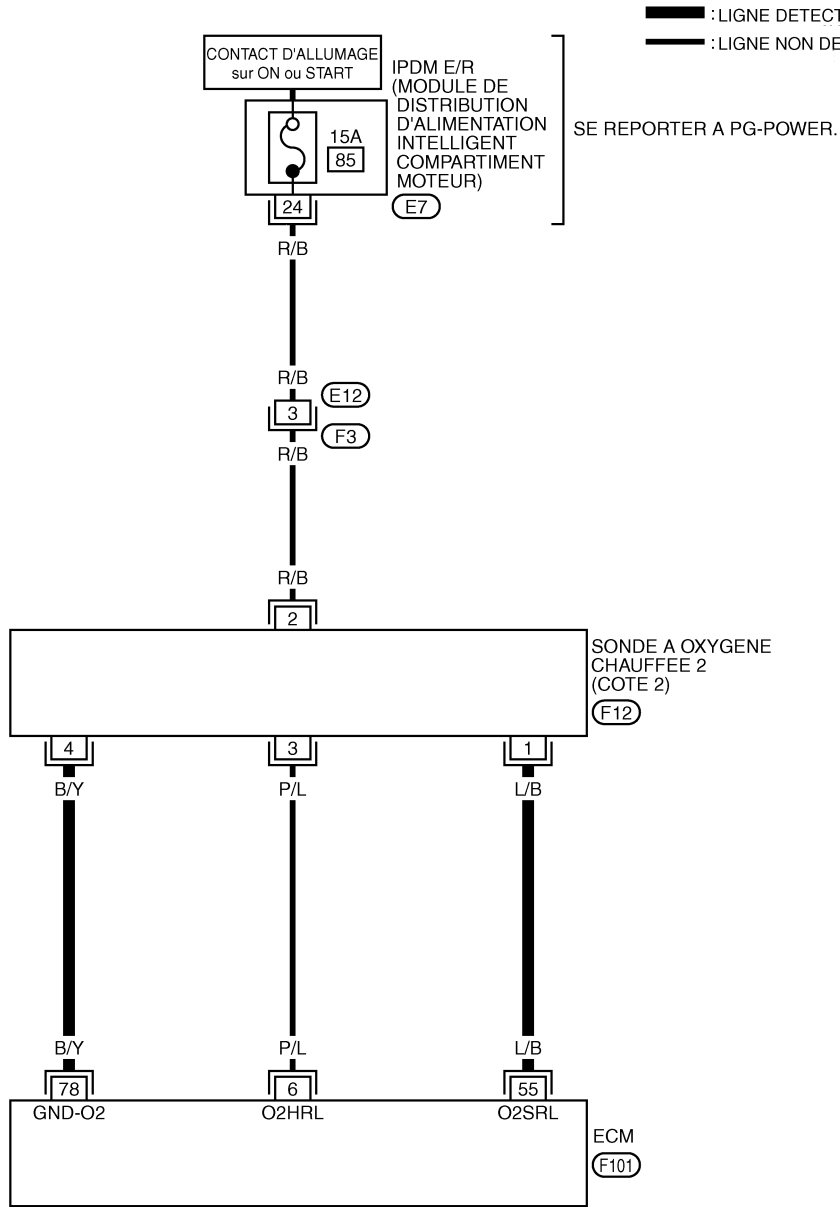 :LIGNE DETECT
:LIGNE NON DE
CONTACT D'ALLUMAGE
sur ON ou START
IPDM E/R
(MODULE DE
DISTRIBUTION
D'ALIMENTATION
INTELLIGENT
COMPARTIMENT
MOTEUR)
SE REPORTER A PG-POWER.
15A
85
24
E7
R/B
R/B
E12
3
F3
R/B
R/B
2
SONDE A OXYGENE
CHAUFFEE 2
(COTE 2)
F12
4 3 1
B/Y P/L L/B
B/Y P/L L/B
78 6 55
GND-O2 O2HRL O2SRL
ECM
F101